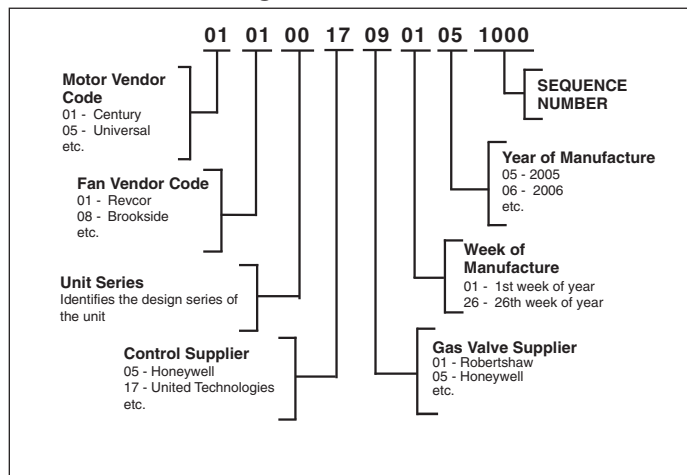 01 01 00 17 09 01 05 1000
Motor Vendor
Code
01 - Century
05 - Universal
etc.
SEQUENCE
NUMBER
Fan Vendor Code
01 - Revcor
08 - Brookside
etc.
Year of Manufacture
05 - 2005
06 - 2006
etc.
Unit Series
Identifies the design series of
the unit
Week of
Manufacture
01 - 1st week of year
26 - 26th week of year
Control Supplier
05 - Honeywell
17 - United Technologies
etc.
Gas Valve Supplier
01 - Robertshaw
05 - Honeywell
etc.